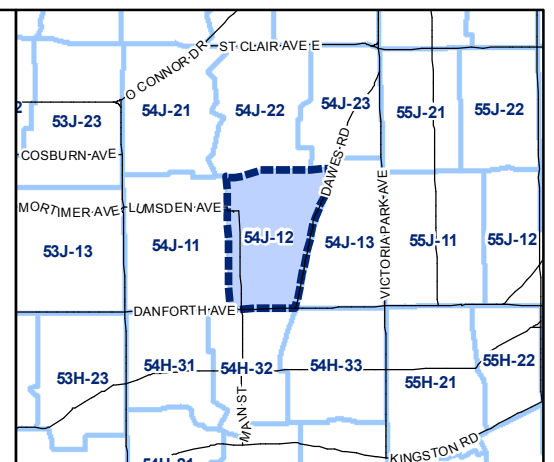 ST CLAIR AVE E
O CONNOR DR
54J-23
54J-21
54J-22
55J-21
55J-22
2
53J-23
COSBURN AVE
DAWES RD
VICTORIA PARK AVE
MORTIMER AVE
LUMSDEN AVE
53J-13
54J-11
54J-12
54J-13
55J-11
55J-12
DANFORTH AVE
54H-31
54H-32
54H-33
55H-22
53H-23
55H-21
MAIN ST
KINGSTON RD